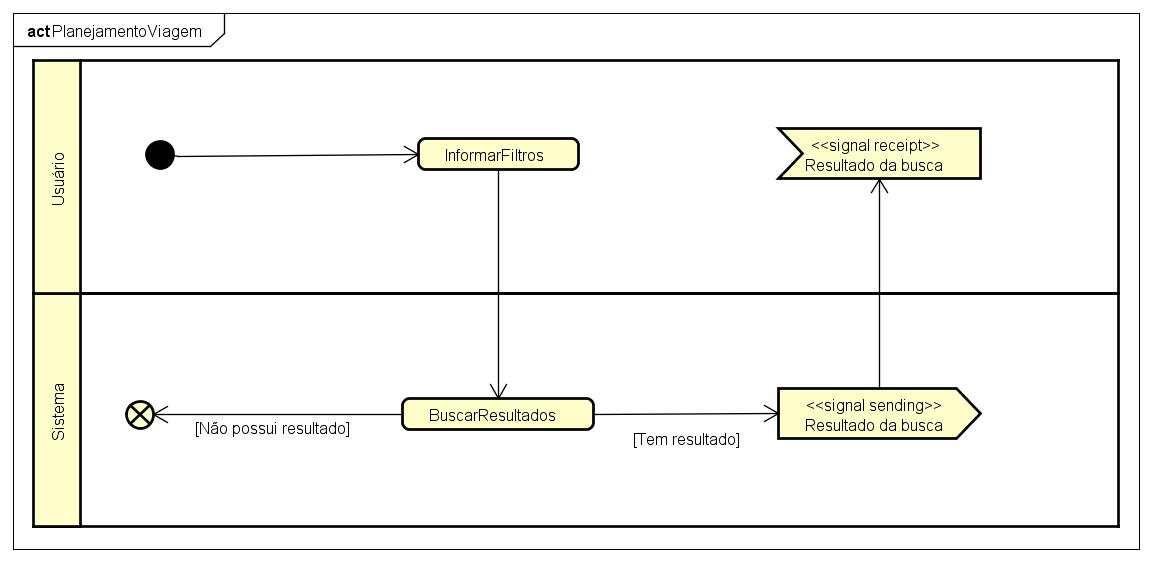 act PlanejamentoViagem
Usuário
InformarFiltros
<<signal receipt>>
Resultado da busca
Sistema
BuscarResultados
[Não possui resultado]
[Tem resultado]
<<signal sending>>
Resultado da busca